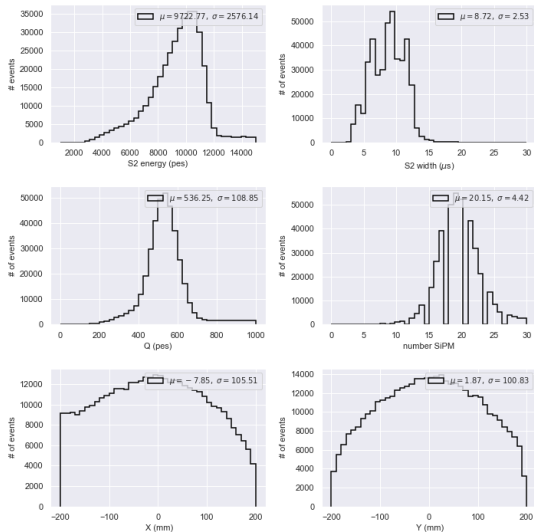 μ = 9722.77, σ = 2576.14
# of events
35000
30000
25000
20000
15000
10000
5000
0
2000 4000 6000 8000 10000 12000 14000
S2 energy (pes)
μ = 8.72, σ = 2.53
# of events
50000
40000
30000
20000
10000
0
0 5 10 15 20 25 30
S2 width (μs)
μ = 536.25, σ = 108.85
# of events
50000
40000
30000
20000
10000
0
0 200 400 600 800 1000
Q (pes)
μ = 20.15, σ = 4.42
# of events
50000
40000
30000
20000
10000
0
0 5 10 15 20 25 30
number SiPM
μ = − 7.85, σ = 105.51
# of events
12000
10000
8000
6000
4000
2000
0
−200 −100 0 100 200
X (mm)
μ = 1.87, σ = 100.83
# of events
14000
12000
10000
8000
6000
4000
2000
0
−200 −100 0 100 200
Y (mm)